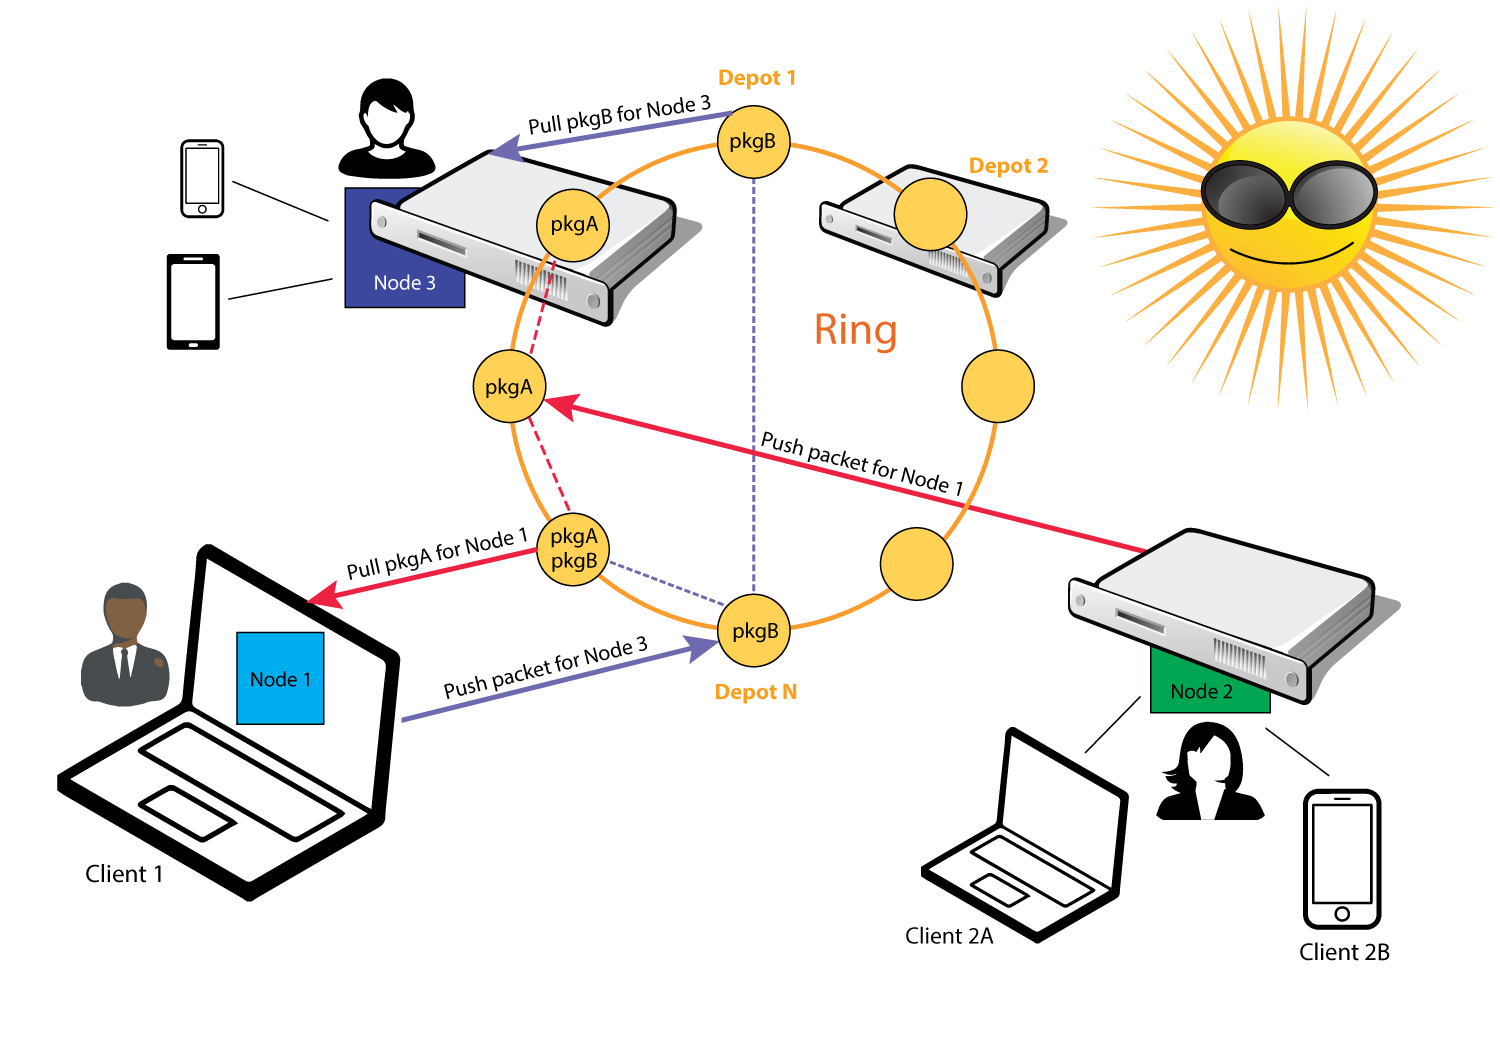 Depot 1
Pull pkgB for Node 3
pkgB
Depot 2
pkgA
Node 3
Ring
pkgA
Push packet for Node 1
pkgA
pkgB
Pull pkgA for Node 1
pkgB
Push packet for Node 3
Node 1
Depot N
Node 2
Client 1
Client 2A
Client 2B